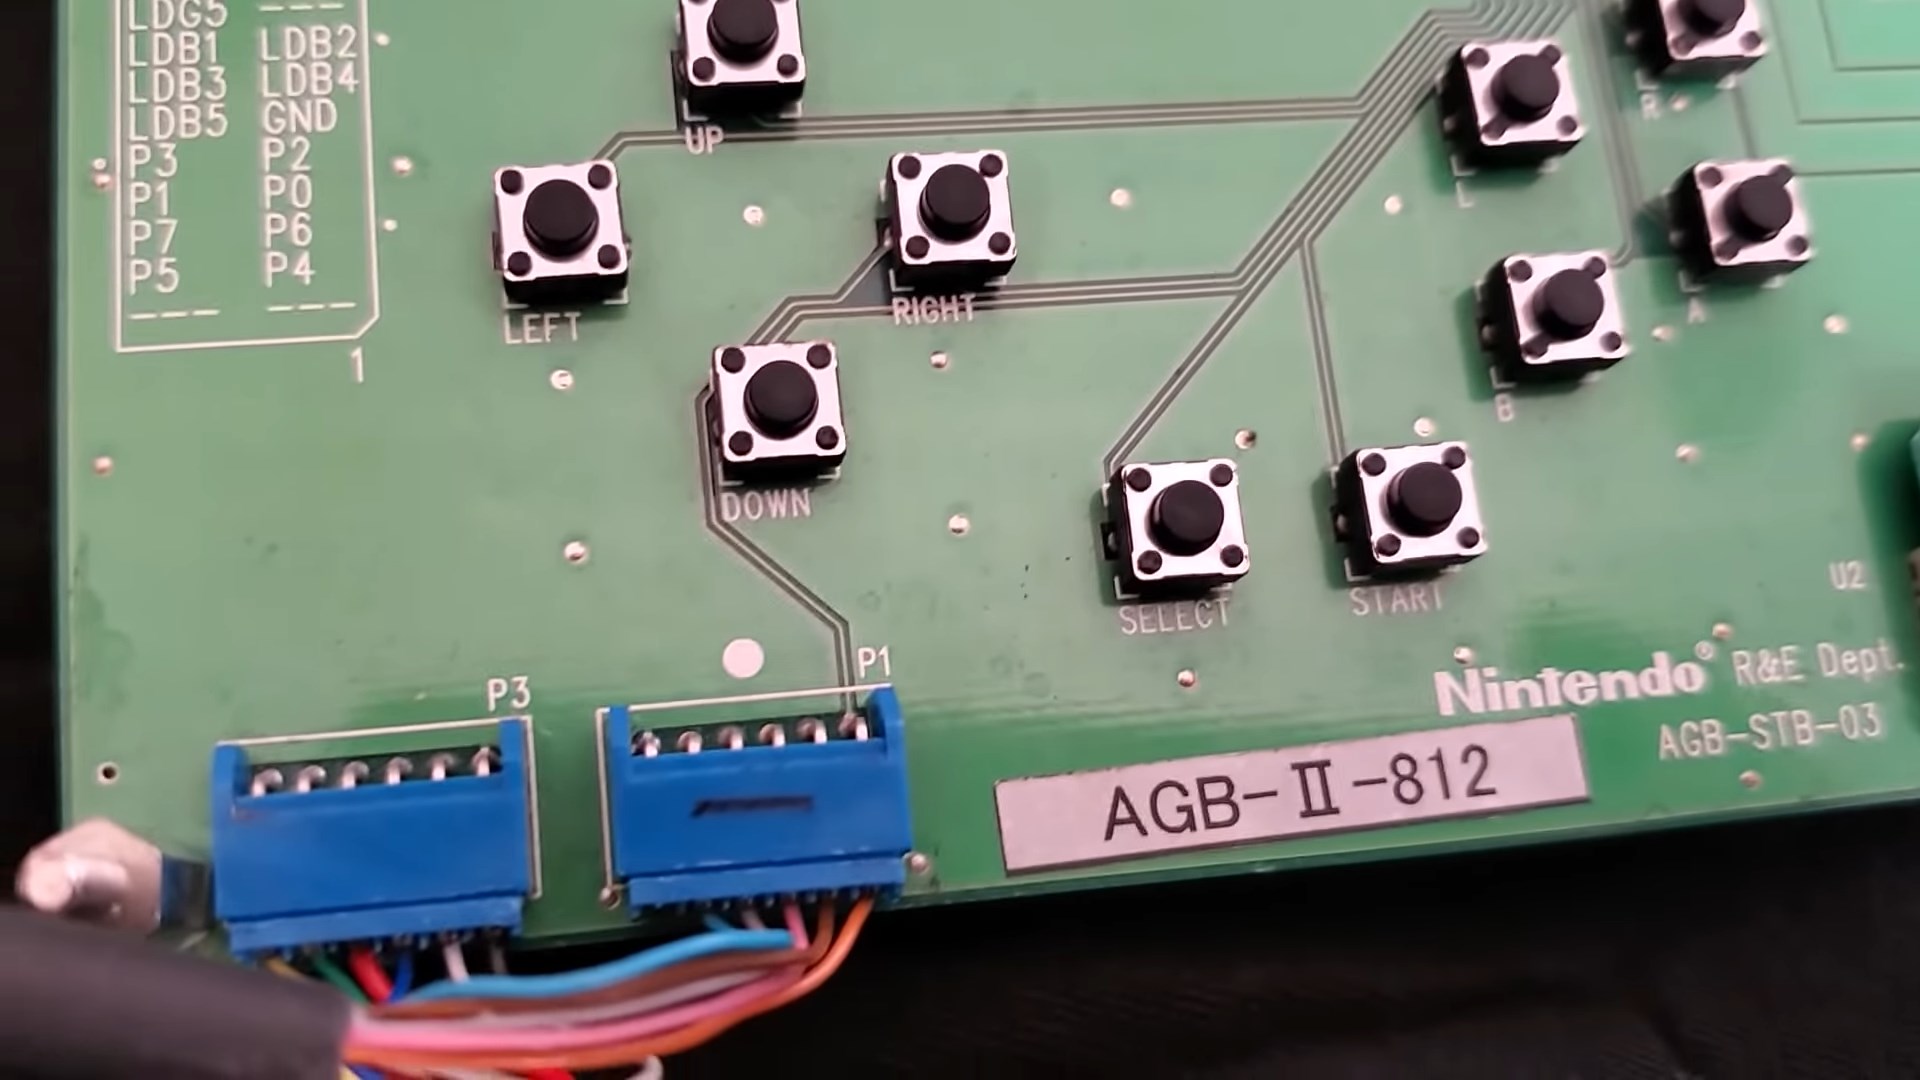 LDG5 ---
LDB1 LDB2
LDB3 LDB4
LDB5 GND
P3 P2
P1 P0
P7 P6
P5 P4
--- ---
1
UP
LEFT
RIGHT
DOWN
SELECT
START
L
R
B
A
U2
P3
P1
Nintendo® R&E Dept.
AGB-STB-03
AGB-II-812